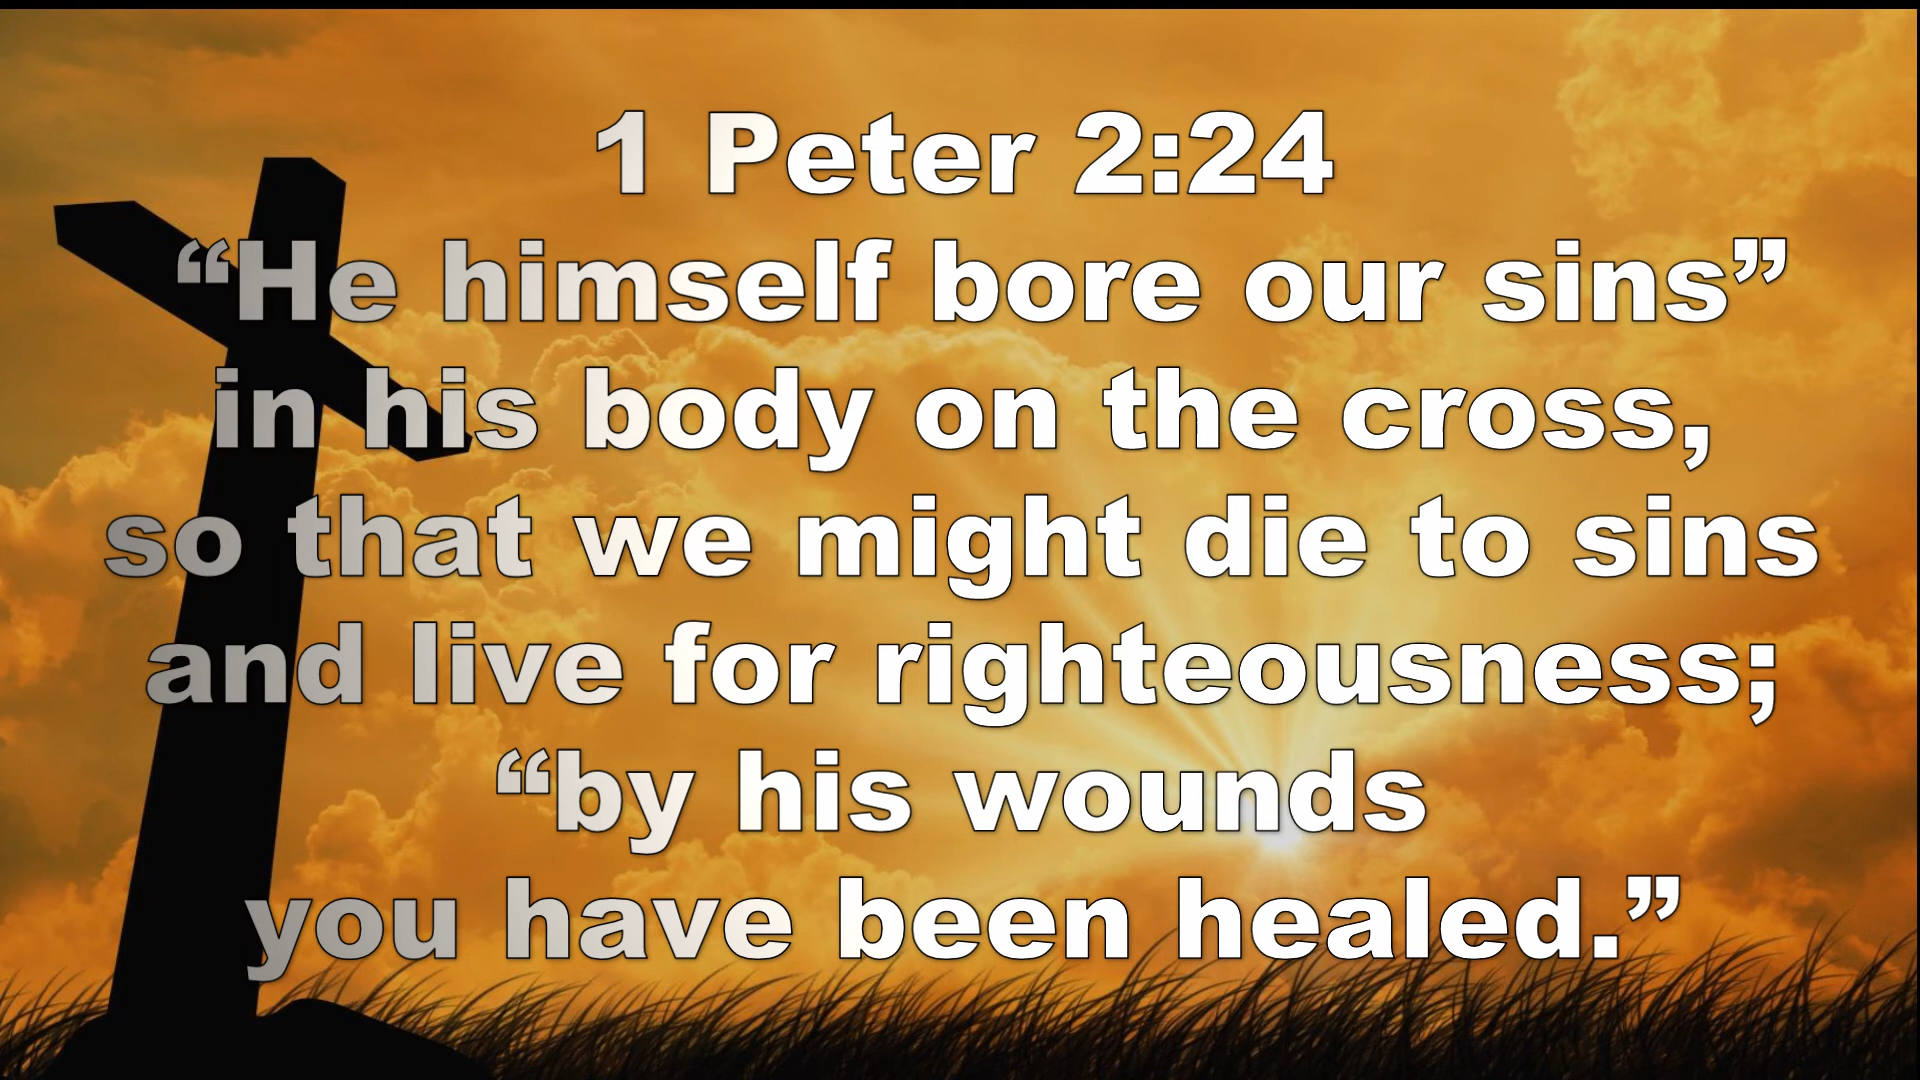 1 Peter 2:24
“He himself bore our sins”
in his body on the cross,
so that we might die to sins
and live for righteousness;
“by his wounds
you have been healed.”